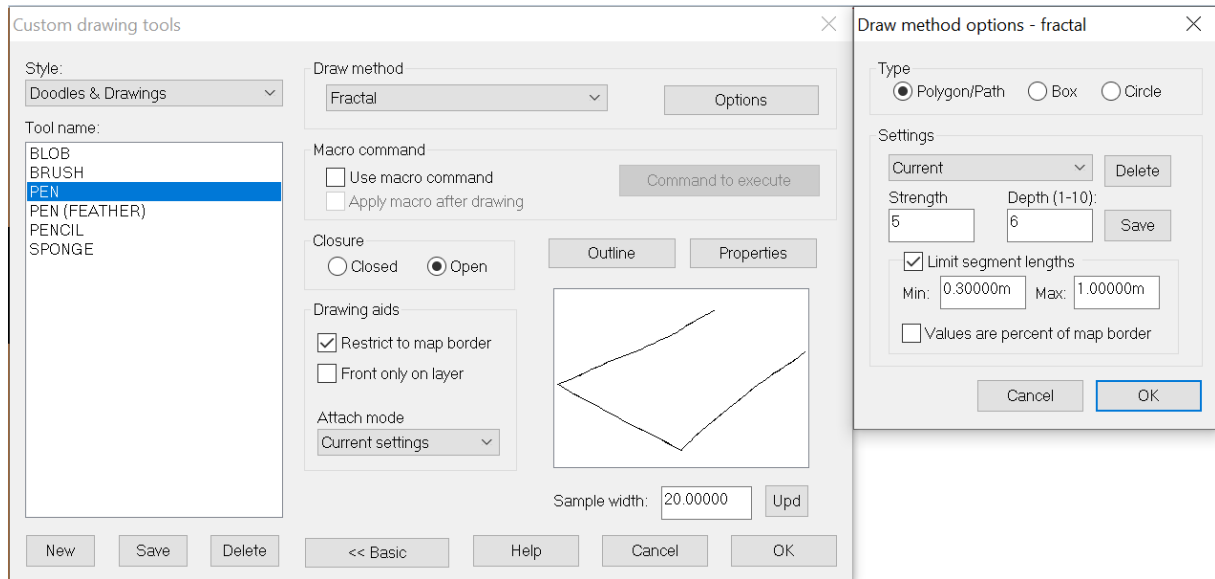 Custom drawing tools
Style:
Doodles & Drawings
Tool name:
BLOB
BRUSH
PEN
PEN (FEATHER)
PENCIL
SPONGE
New
Save
Delete
Draw method
Fractal
Options
Macro command
Use macro command
Command to execute
Apply macro after drawing
Closure
Closed
Open
Outline
Properties
Drawing aids
Restrict to map border
Front only on layer
Attach mode
Current settings
Sample width:
20.00000
Upd
<< Basic
Help
Cancel
OK
Draw method options - fractal
Type
Polygon/Path
Box
Circle
Settings
Current
Delete
Strength
Depth (1-10):
5
6
Save
Limit segment lengths
Min:
0.30000m
Max:
1.00000m
Values are percent of map border
Cancel
OK